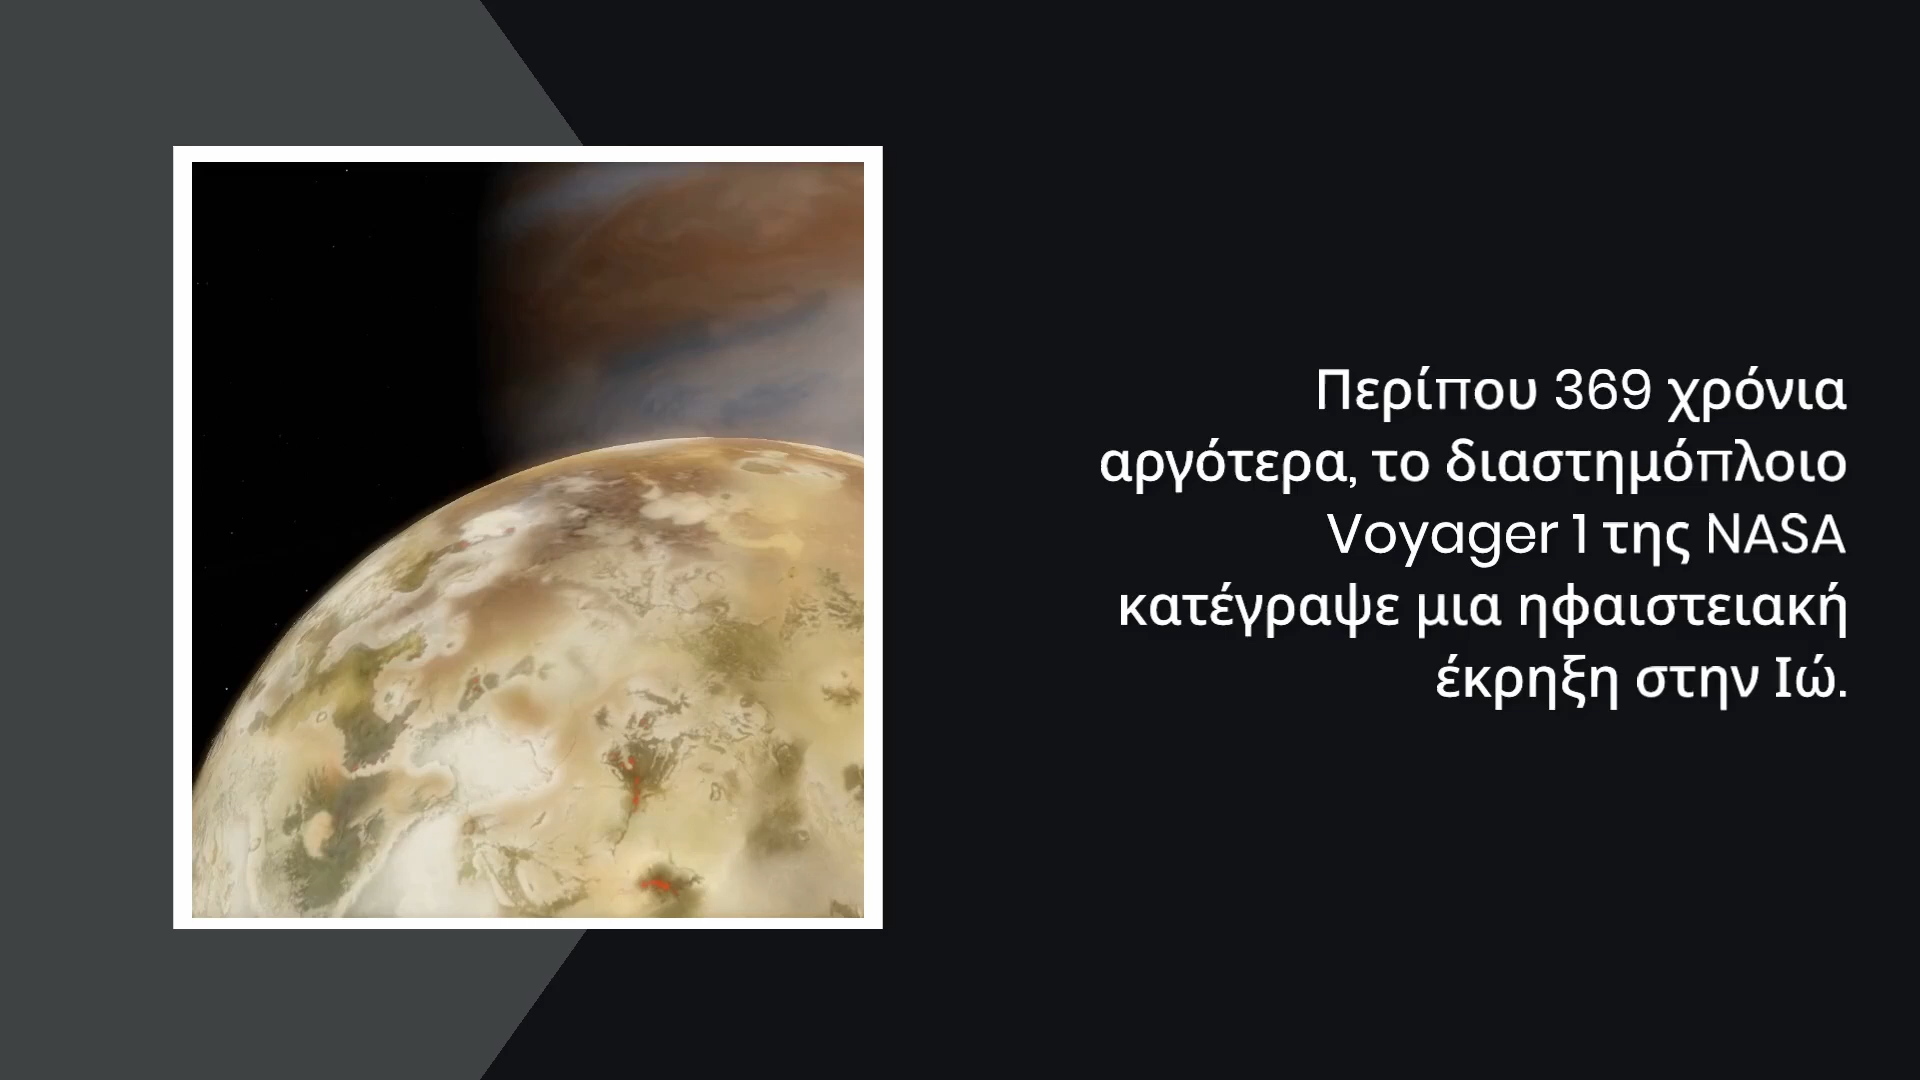 Περίπου 369 χρόνια
αργότερα, το διαστημόπλοιο
Voyager 1 της NASA
κατέγραψε μια ηφαιστειακή
έκρηξη στην Ιώ.